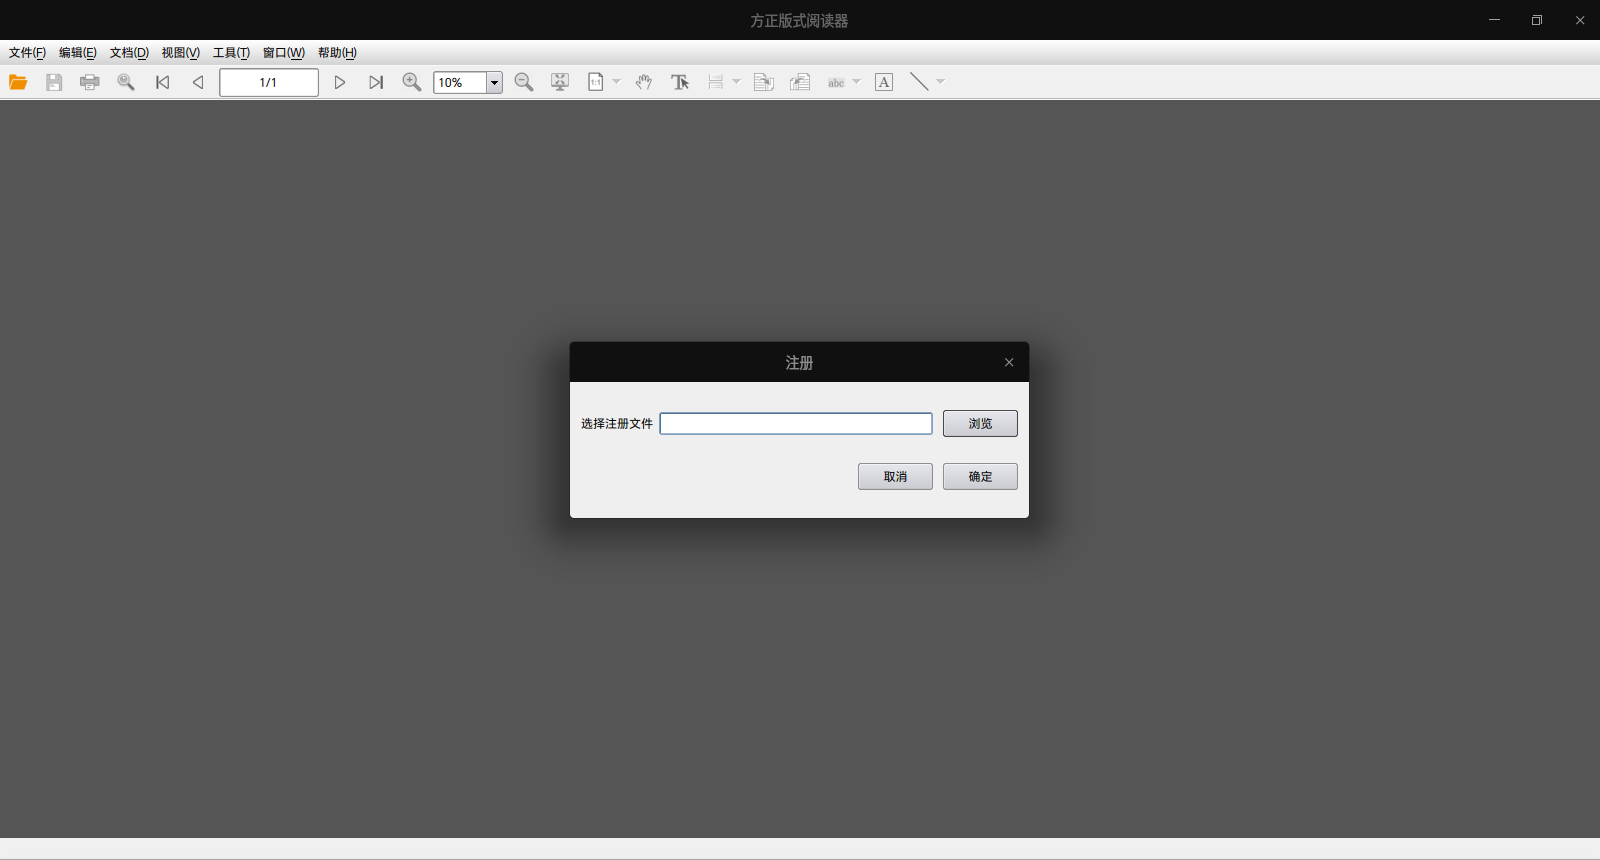 方正版式阅读器
文件(F) 编辑(E) 文档(D) 视图(V) 工具(T) 窗口(W) 帮助(H)
1/1 10% 1:1 T abc A
注册
选择注册文件 浏览
取消 确定